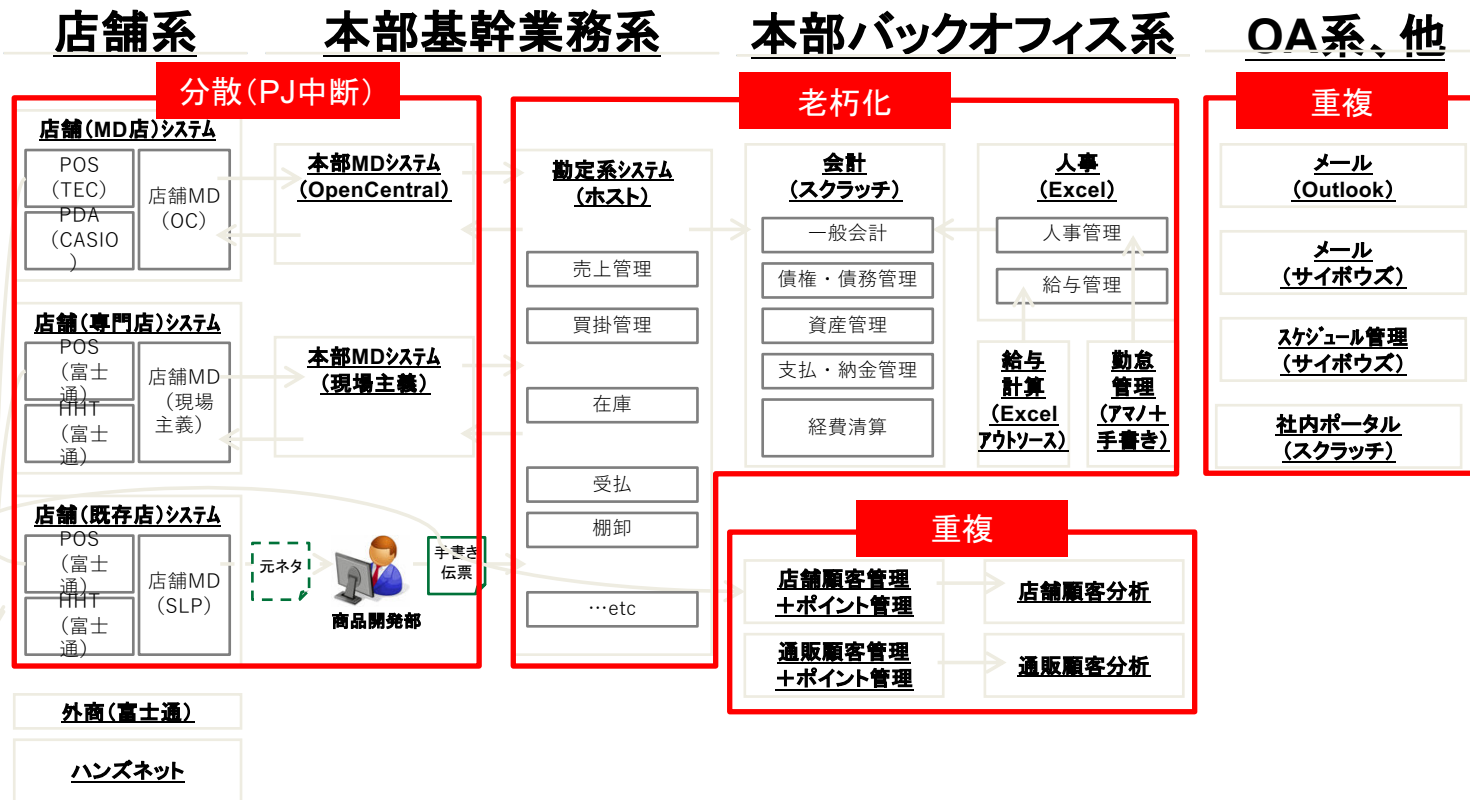 店舗系
本部基幹業務系
本部バックオフィス系
OA系、他
分散(PJ中断)
店舗(MD店)ｼｽﾃﾑ
POS
(TEC)
PDA
(CASIO
)
店舗MD
(OC)
本部MDｼｽﾃﾑ
(OpenCentral)
店舗(専門店)ｼｽﾃﾑ
POS
(富士
通)
HHT
(富士
通)
店舗MD
(現場
主義)
本部MDｼｽﾃﾑ
(現場主義)
店舗(既存店)ｼｽﾃﾑ
POS
(富士
通)
HHT
(富士
通)
店舗MD
(SLP)
元ネタ
商品開発部
手書き
伝票
外商(富士通)
ハンズネット
老朽化
勘定系ｼｽﾃﾑ
(ホスト)
売上管理
買掛管理
在庫
受払
棚卸
…etc
会計
(スクラッチ)
一般会計
債権・債務管理
資産管理
支払・納金管理
経費清算
人事
(Excel)
人事管理
給与管理
給与
計算
(Excel
ｱｳﾄｿｰｽ)
勤怠
管理
(ｱﾏﾉ＋
手書き)
重複
店舗顧客管理
＋ポイント管理
店舗顧客分析
通販顧客管理
＋ポイント管理
通販顧客分析
重複
メール
(Outlook)
メール
(サイボウズ)
ｽｹｼﾞｭｰﾙ管理
(サイボウズ)
社内ポータル
(スクラッチ)